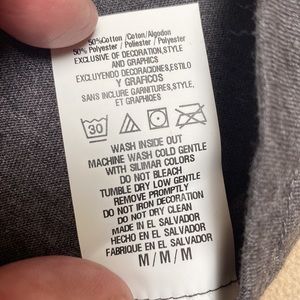 50%Cotton /Coton/Algodon
50% Polyester / Poliester / Polyester
EXCLUSIVE OF DECORATION,STYLE
AND GRAPHICS
EXCLUYENDO DECORACIONES,ESTILO
Y GRAFICOS
SANS INCLURE GARNITURES,STYLE,
ET GRAPHICES
30
WASH INSIDE OUT
MACHINE WASH COLD GENTLE
WITH SILIMAR COLORS
DO NOT BLEACH
TUMBLE DRY LOW GENTLE
REMOVE PROMPTLY
DO NOT IRON DECORATION
DO NOT DRY CLEAN
MADE IN EL SALVADOR
HECHO EN EL SALVADOR
FABRIQUE EN EL SALVADOR
M/M/M